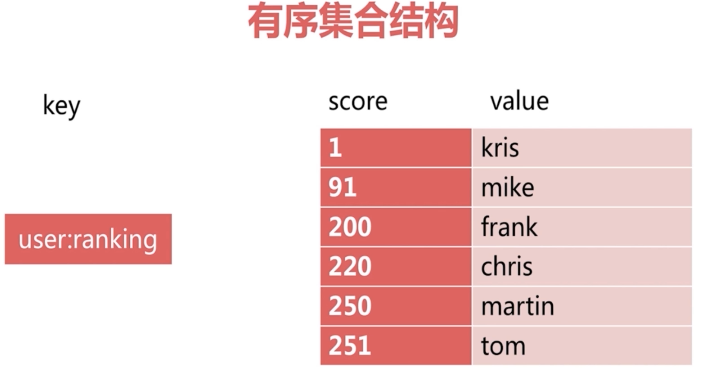 有序集合结构
key
score value
1 kris
91 mike
200 frank
user:ranking
220 chris
250 martin
251 tom